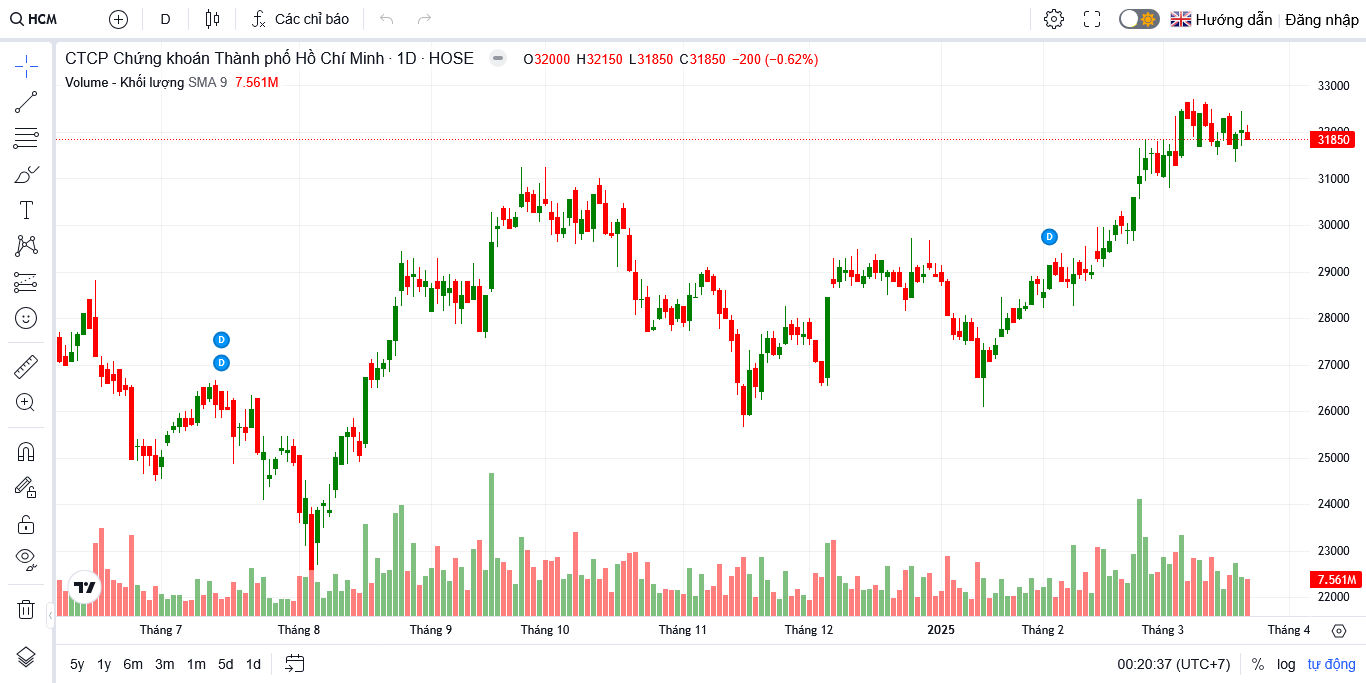 HCM D Các chỉ báo Hướng dẫn Đăng nhập
CTCP Chứng khoán Thành phố Hồ Chí Minh · 1D · HOSE O32000 H32150 L31850 C31850 −200 (−0.62%)
Volume - Khối lượng SMA 9 7.561M
33000
32000
31850
31000
30000
29000
28000
27000
26000
25000
24000
23000
7.561M
22000
D
D
D
Tháng 7 Tháng 8 Tháng 9 Tháng 10 Tháng 11 Tháng 12 2025 Tháng 2 Tháng 3 Tháng 4
5y 1y 6m 3m 1m 5d 1d 00:20:37 (UTC+7) % log tự động